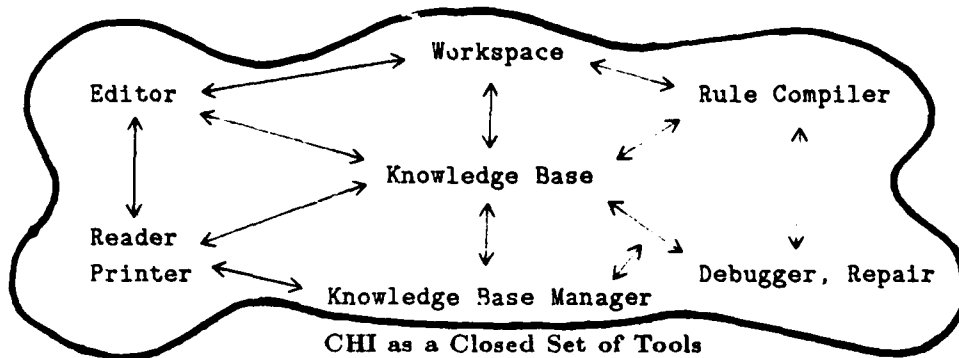 Workspace
Editor
Rule Compiler
Knowledge Base
Reader
Printer
Debugger, Repair
Knowledge Base Manager
CHI as a Closed Set of Tools